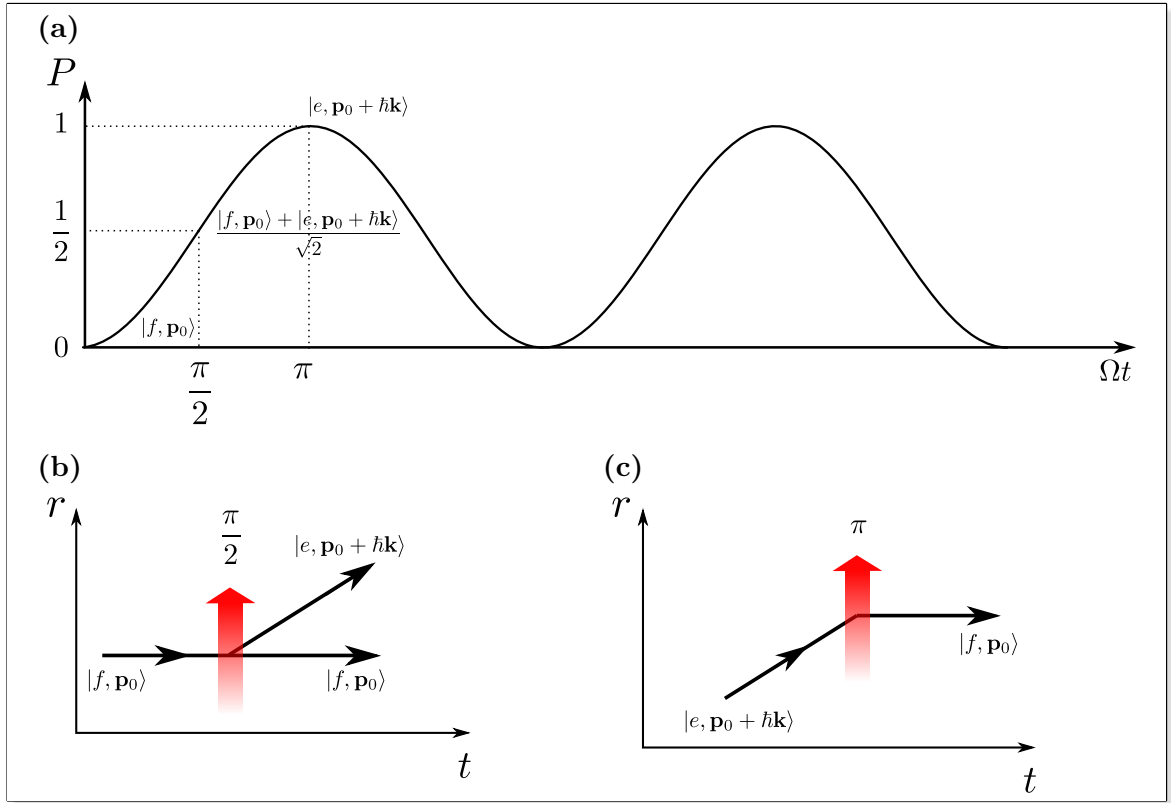 (a)
P
1
|e, p₀ + ħk⟩
1/2
(|f, p₀⟩ + |e, p₀ + ħk⟩)/√2
|f, p₀⟩
0
π/2
π
Ωt
(b)
r
π/2
|e, p₀ + ħk⟩
|f, p₀⟩
|f, p₀⟩
t
(c)
r
π
|f, p₀⟩
|e, p₀ + ħk⟩
t